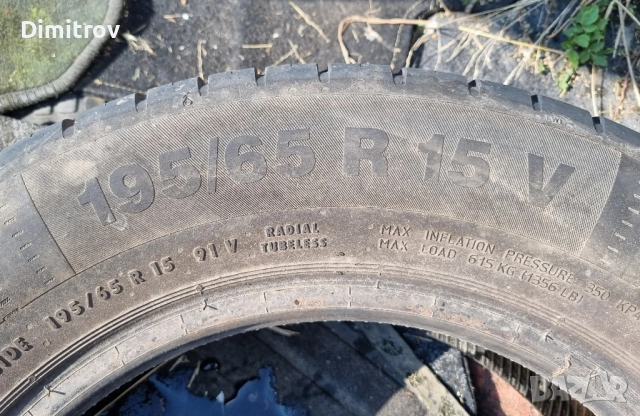 Dimitrov
195/65 R 15 V
195/65 R 15 91 V
RADIAL
TUBELESS
MAX INFLATION PRESSURE 350
MAX LOAD 615 KG (1356 LB)
BAZAR